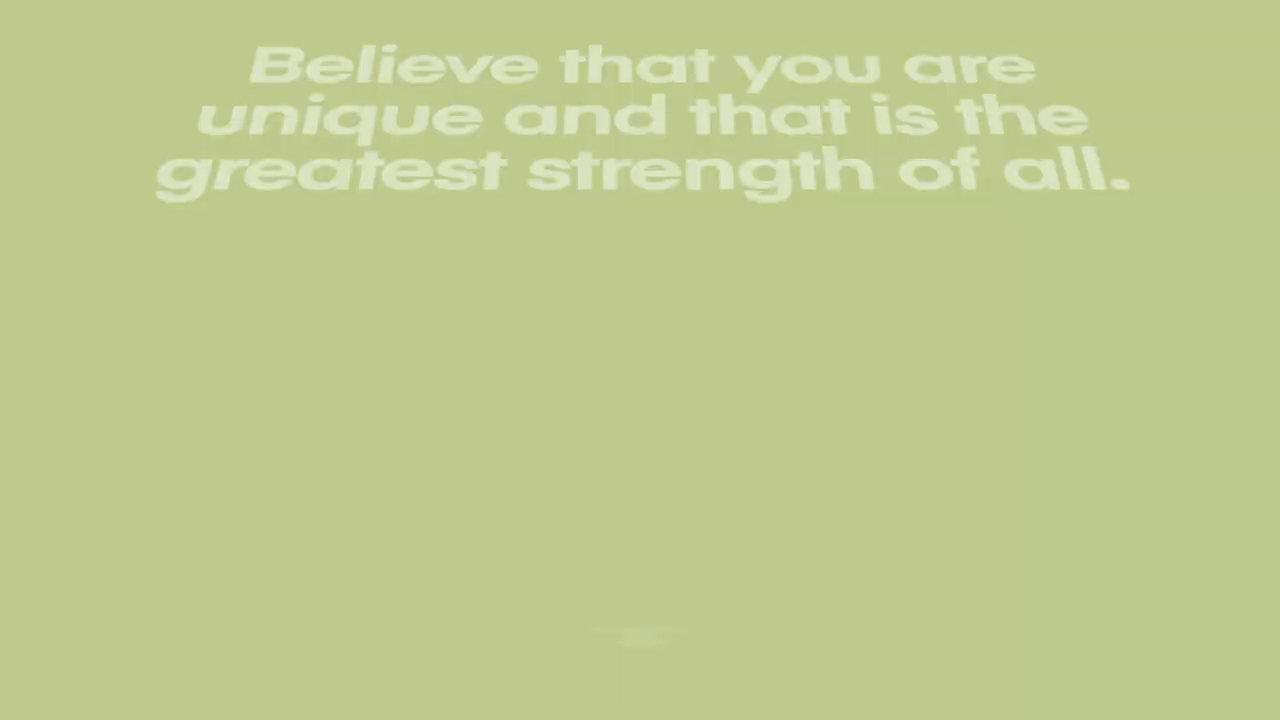 Believe that you are
unique and that is the
greatest strength of all.